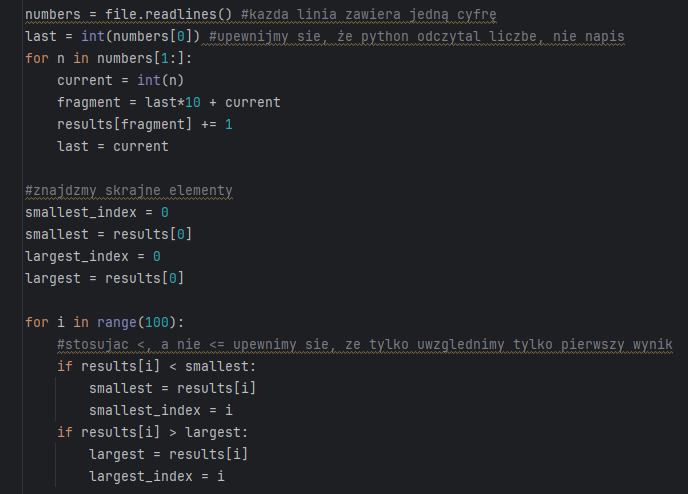 numbers = file.readlines() #kazda linia zawiera jedną cyfrę
last = int(numbers[0]) #upewnijmy sie, że python odczytal liczbe, nie napis
for n in numbers[1:]:
    current = int(n)
    fragment = last*10 + current
    results[fragment] += 1
    last = current

#znajdzmy skrajne elementy
smallest_index = 0
smallest = results[0]
largest_index = 0
largest = results[0]

for i in range(100):
    #stosujac <, a nie <= upewnimy sie, ze tylko uwzglednimy tylko pierwszy wynik
    if results[i] < smallest:
        smallest = results[i]
        smallest_index = i
    if results[i] > largest:
        largest = results[i]
        largest_index = i